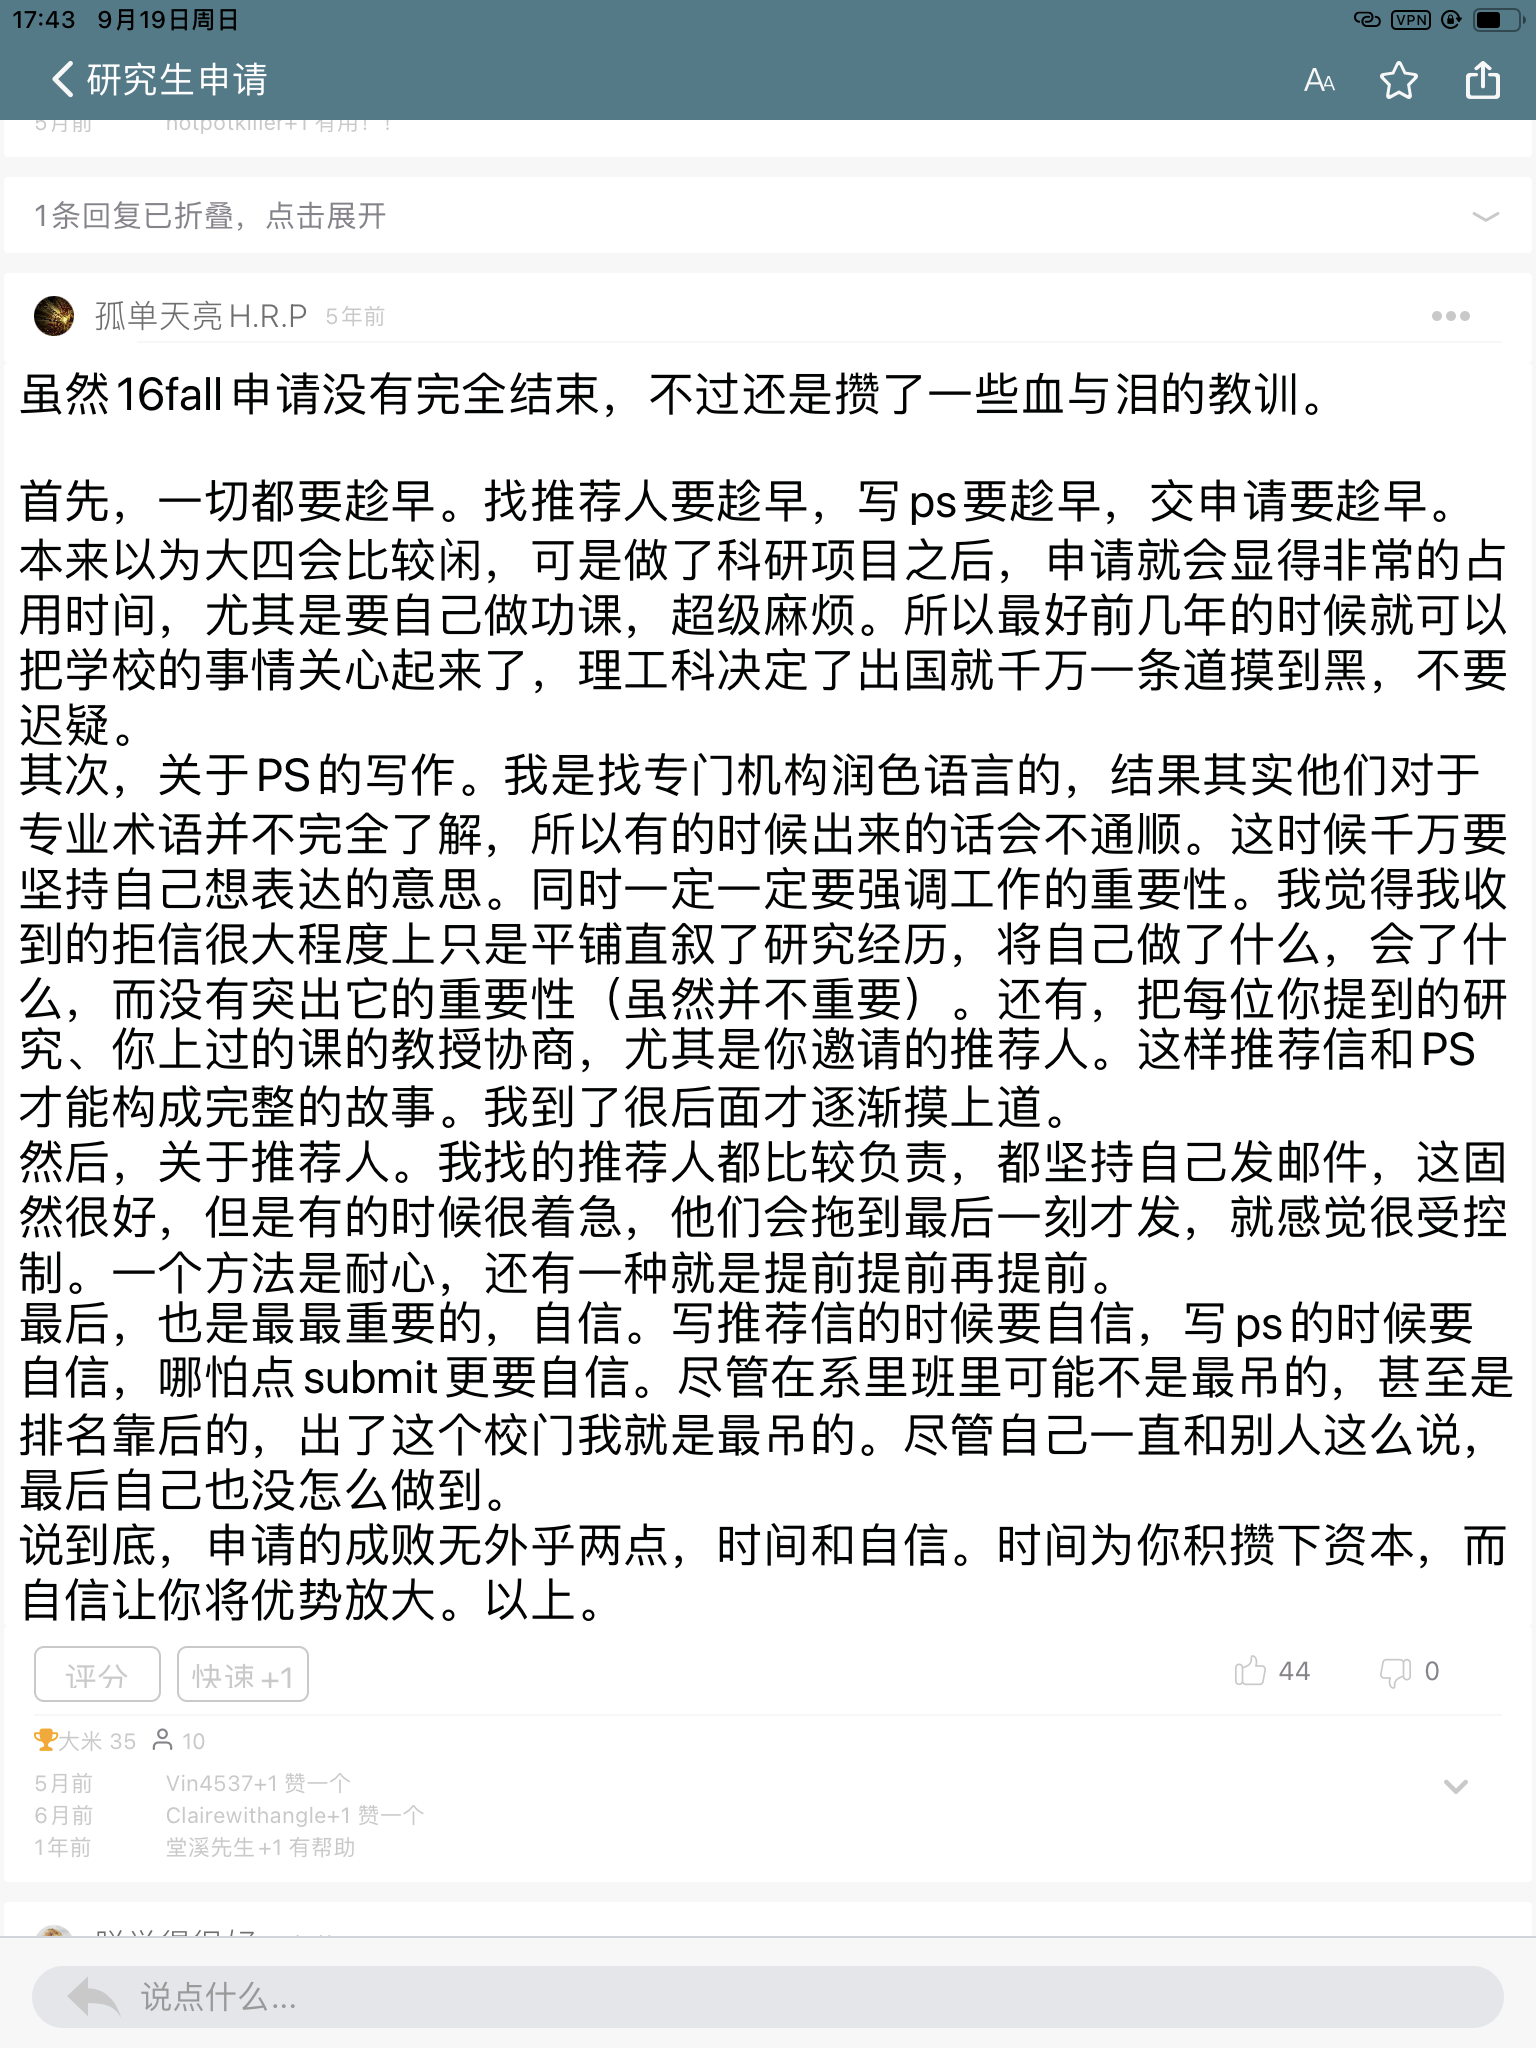 17:43 9月19日周日
VPN
研究生申请
AA
5月前 hotpotkiller+1 有用！！
1条回复已折叠，点击展开
孤单天亮H.R.P 5年前
虽然16fall申请没有完全结束，不过还是攒了一些血与泪的教训。
首先，一切都要趁早。找推荐人要趁早，写ps要趁早，交申请要趁早。
本来以为大四会比较闲，可是做了科研项目之后，申请就会显得非常的占
用时间，尤其是要自己做功课，超级麻烦。所以最好前几年的时候就可以
把学校的事情关心起来了，理工科决定了出国就千万一条道摸到黑，不要
迟疑。
其次，关于PS的写作。我是找专门机构润色语言的，结果其实他们对于
专业术语并不完全了解，所以有的时候出来的话会不通顺。这时候千万要
坚持自己想表达的意思。同时一定一定要强调工作的重要性。我觉得我收
到的拒信很大程度上只是平铺直叙了研究经历，将自己做了什么，会了什
么，而没有突出它的重要性（虽然并不重要）。还有，把每位你提到的研
究、你上过的课的教授协商，尤其是你邀请的推荐人。这样推荐信和PS
才能构成完整的故事。我到了很后面才逐渐摸上道。
然后，关于推荐人。我找的推荐人都比较负责，都坚持自己发邮件，这固
然很好，但是有的时候很着急，他们会拖到最后一刻才发，就感觉很受控
制。一个方法是耐心，还有一种就是提前提前再提前。
最后，也是最最重要的，自信。写推荐信的时候要自信，写ps的时候要
自信，哪怕点submit更要自信。尽管在系里班里可能不是最吊的，甚至是
排名靠后的，出了这个校门我就是最吊的。尽管自己一直和别人这么说，
最后自己也没怎么做到。
说到底，申请的成败无外乎两点，时间和自信。时间为你积攒下资本，而
自信让你将优势放大。以上。
评分 快速+1 44 0
大米 35 10
5月前 Vin4537+1 赞一个
6月前 Clairewithangle+1 赞一个
1年前 堂溪先生+1 有帮助
说点什么...